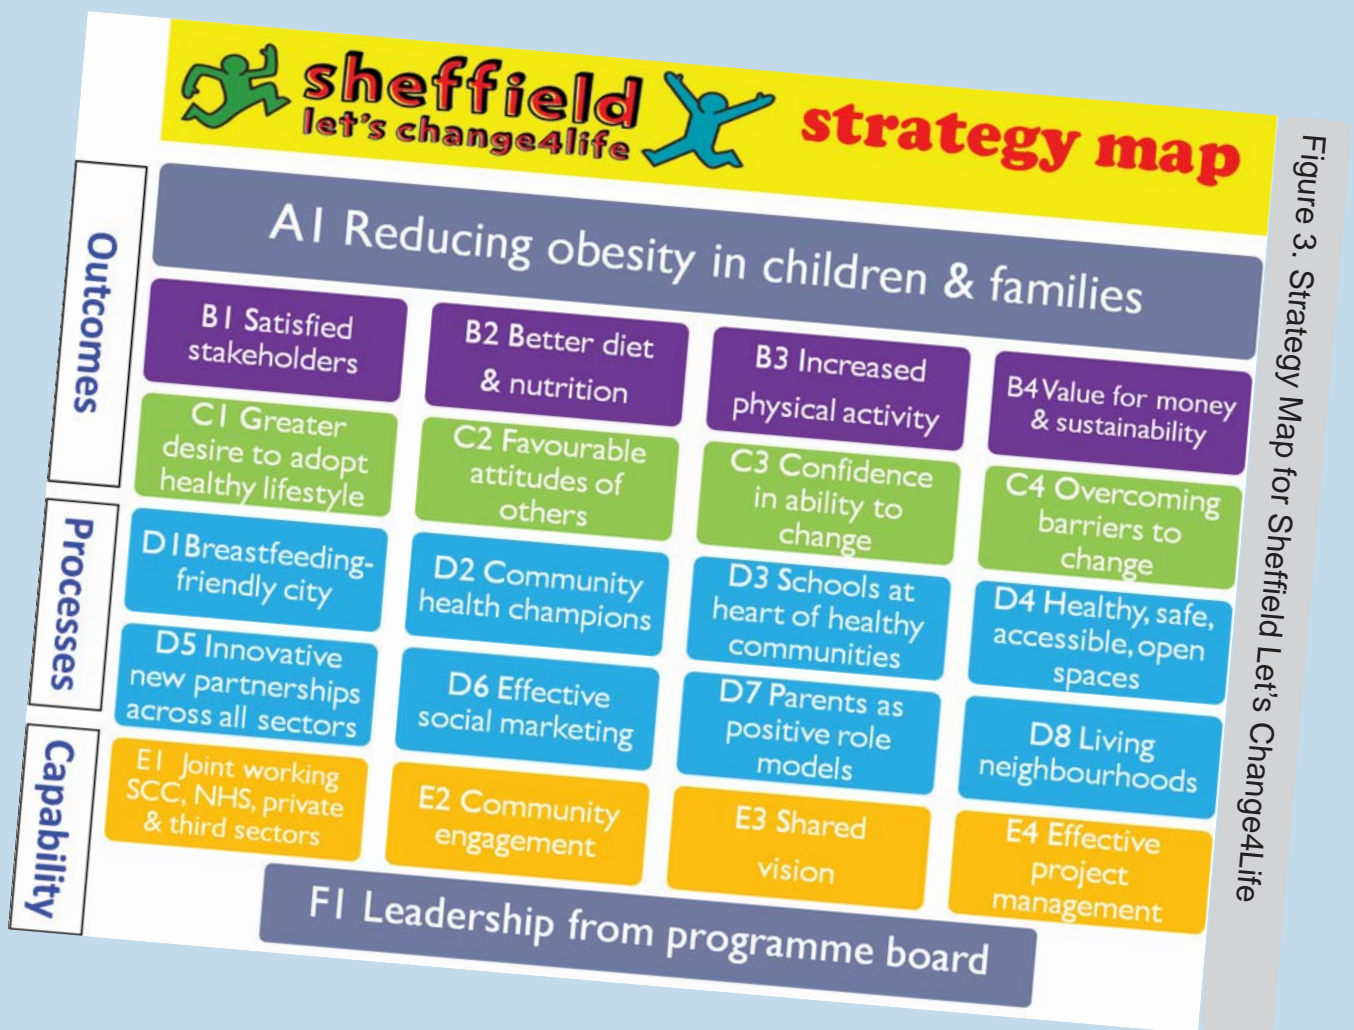 sheffield
let's change4life
strategy map
Outcomes
A1 Reducing obesity in children & families
B1 Satisfied
stakeholders
B2 Better diet
& nutrition
B3 Increased
physical activity
B4 Value for money
& sustainability
C1 Greater
desire to adopt
healthy lifestyle
C2 Favourable
attitudes of
others
C3 Confidence
in ability to
change
C4 Overcoming
barriers to
change
Processes
D1Breastfeeding-
friendly city
D2 Community
health champions
D3 Schools at
heart of healthy
communities
D4 Healthy, safe,
accessible, open
spaces
D5 Innovative
new partnerships
across all sectors
D6 Effective
social marketing
D7 Parents as
positive role
models
D8 Living
neighbourhoods
Capability
E1 Joint working
SCC, NHS, private
& third sectors
E2 Community
engagement
E3 Shared
vision
E4 Effective
project
management
F1 Leadership from programme board
Figure 3. Strategy Map for Sheffield Let's Change4Life